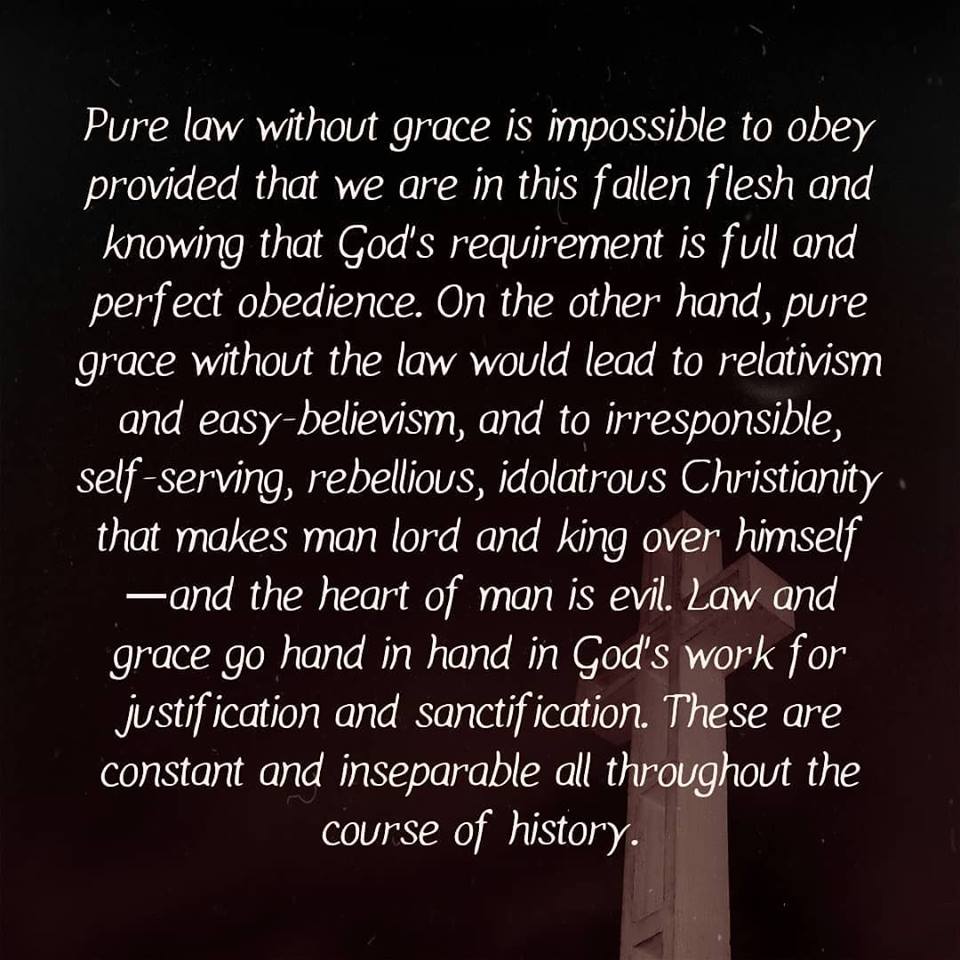 Pure law without grace is impossible to obey
provided that we are in this fallen flesh and
knowing that God's requirement is full and
perfect obedience. On the other hand, pure
grace without the law would lead to relativism
and easy-believism, and to irresponsible,
self-serving, rebellious, idolatrous Christianity
that makes man lord and king over himself
—and the heart of man is evil. Law and
grace go hand in hand in God's work for
justification and sanctification. These are
constant and inseparable all throughout the
course of history.